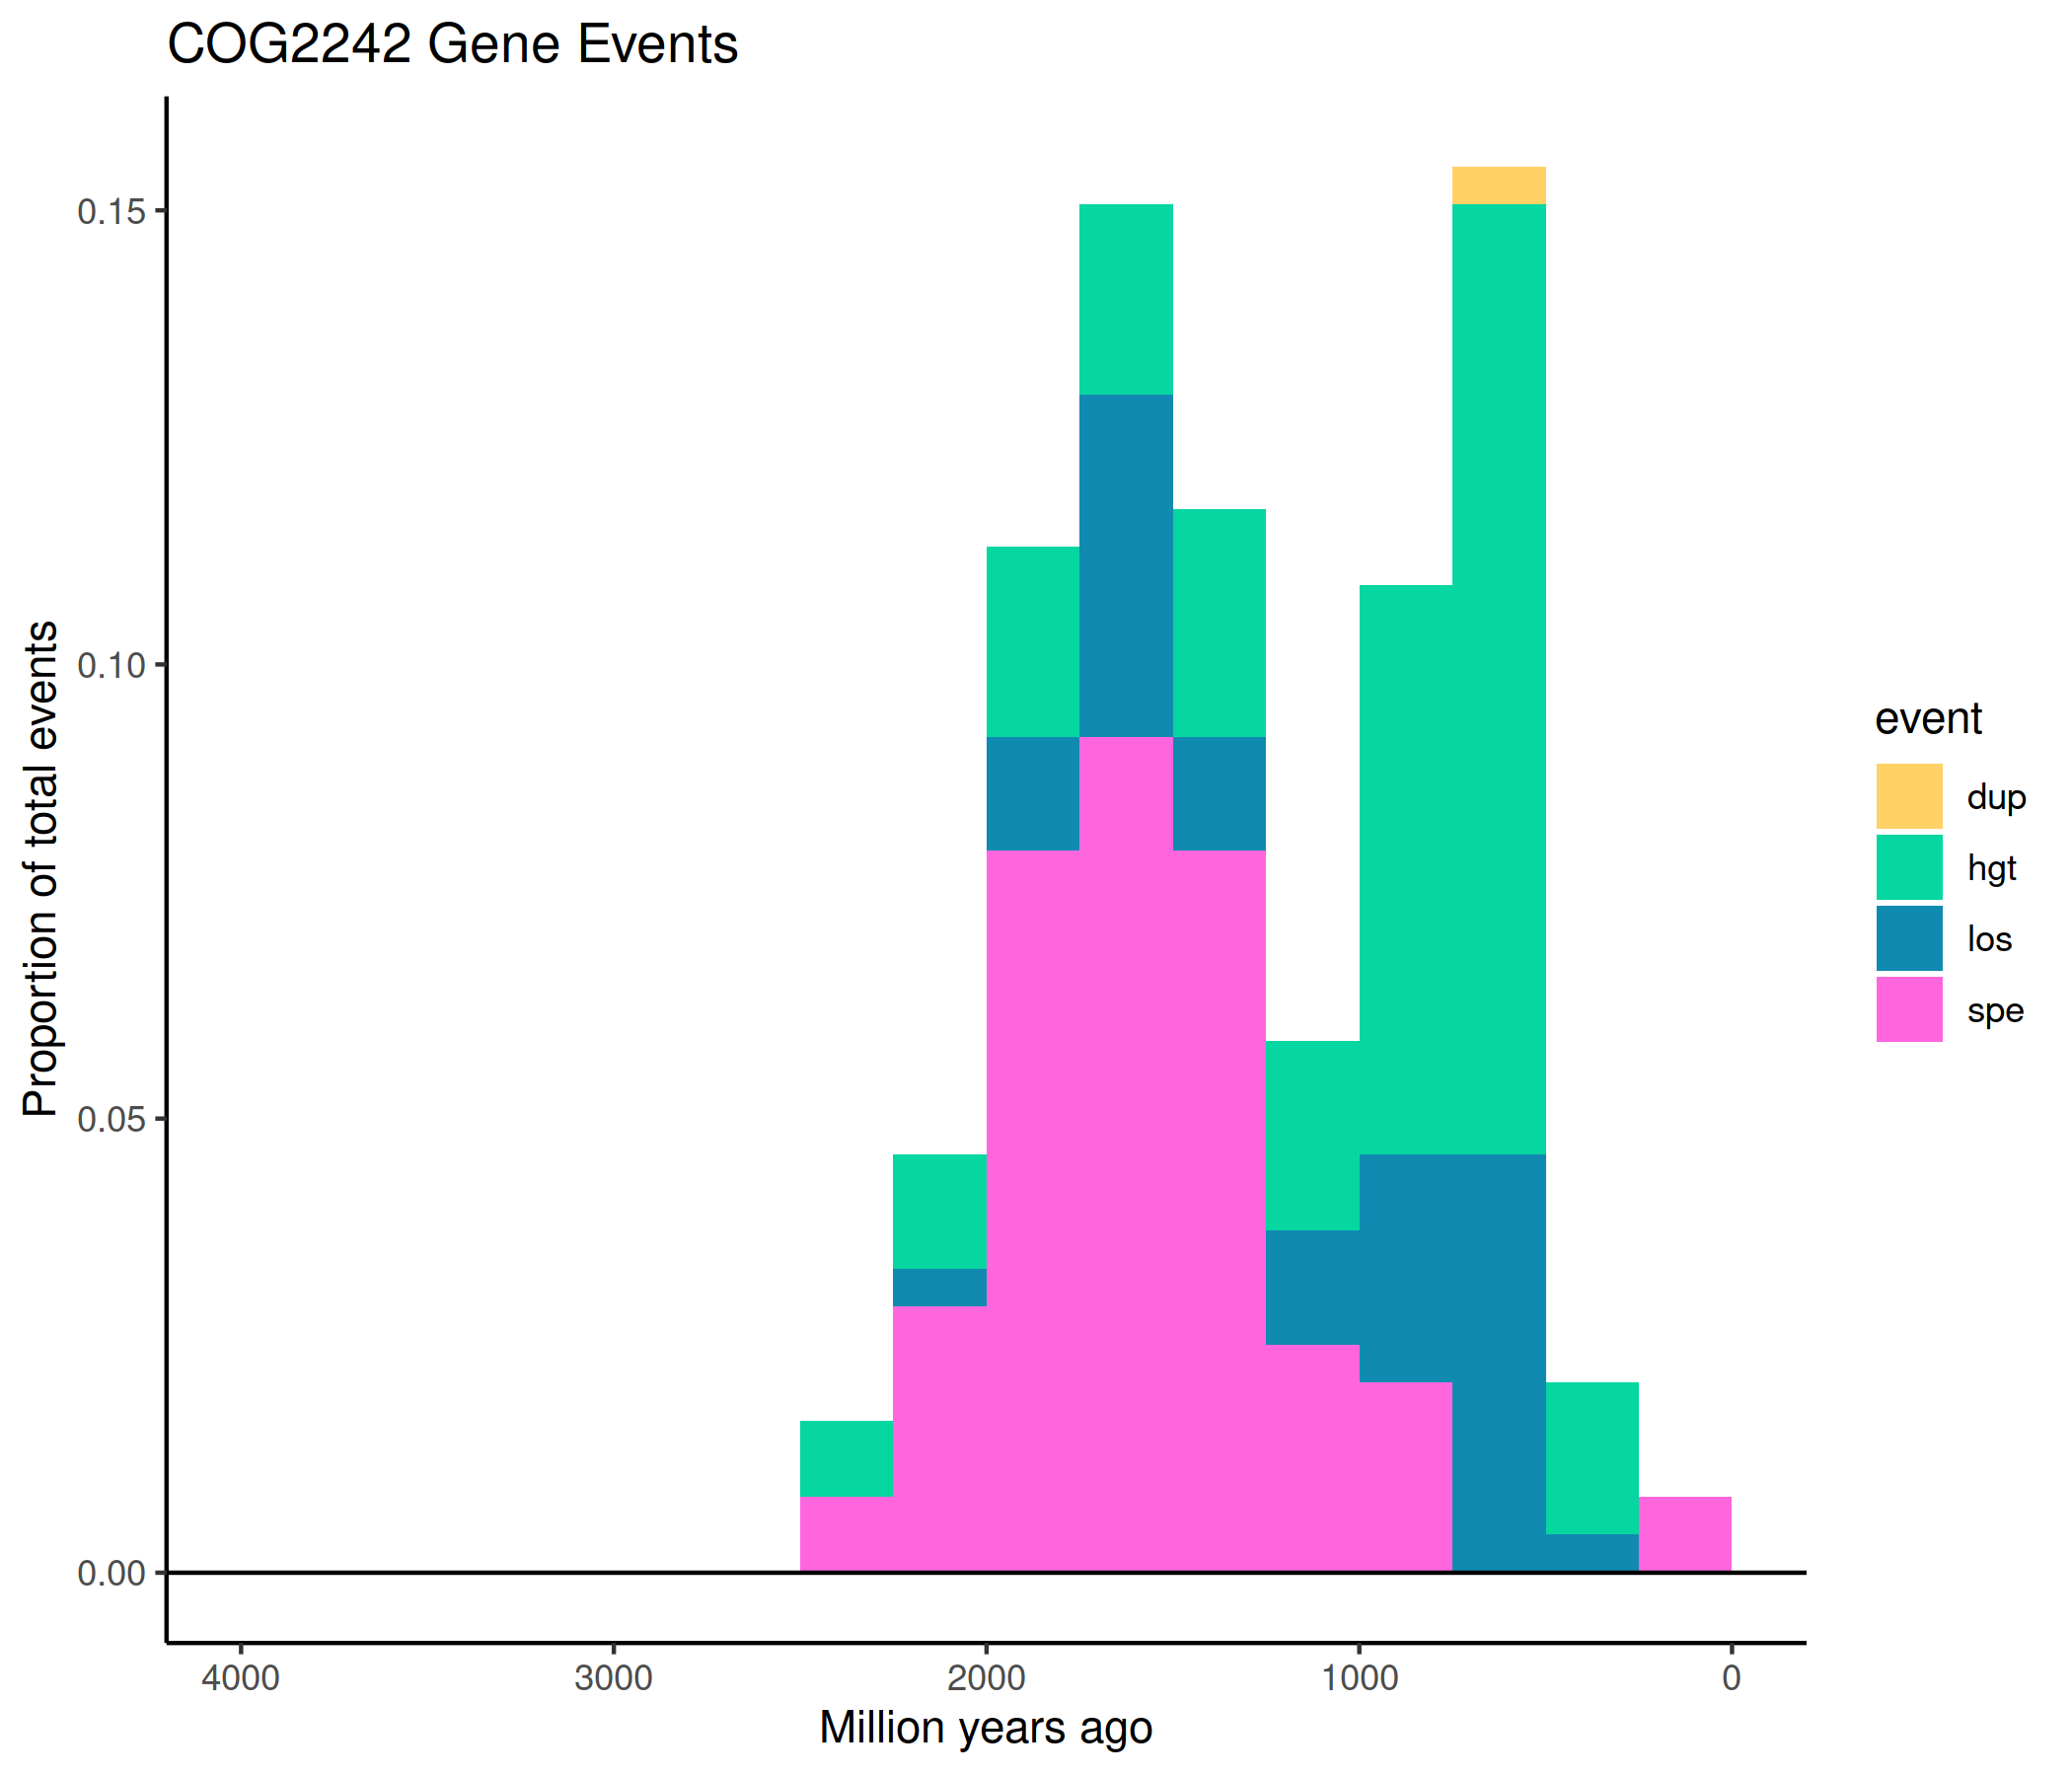 COG2242 Gene Events
Proportion of total events
0.15
0.10
0.05
0.00
4000 3000 2000 1000 0
Million years ago
event
dup
hgt
los
spe